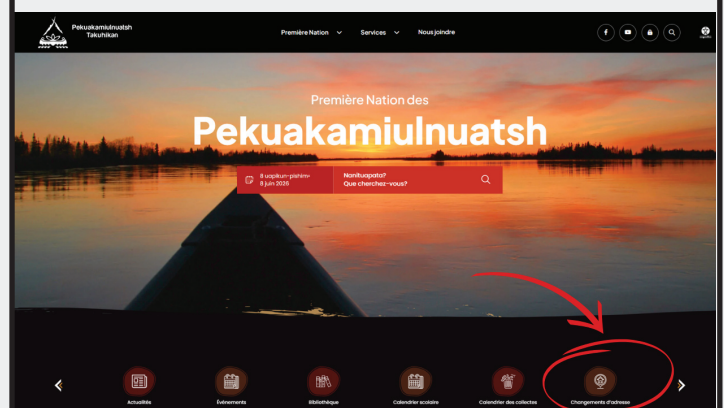 Pekuakamiulnuatsh
Takuhikan
Première Nation
Services
Nous joindre
Première Nation des
Pekuakamiulnuatsh
8 uapikun-pishim•
8 juin 2026
Nanituapata?
Que cherchez-vous?
Actualités
Événements
Bibliothèque
Calendrier scolaire
Calendrier des collectes
Changements d'adresse